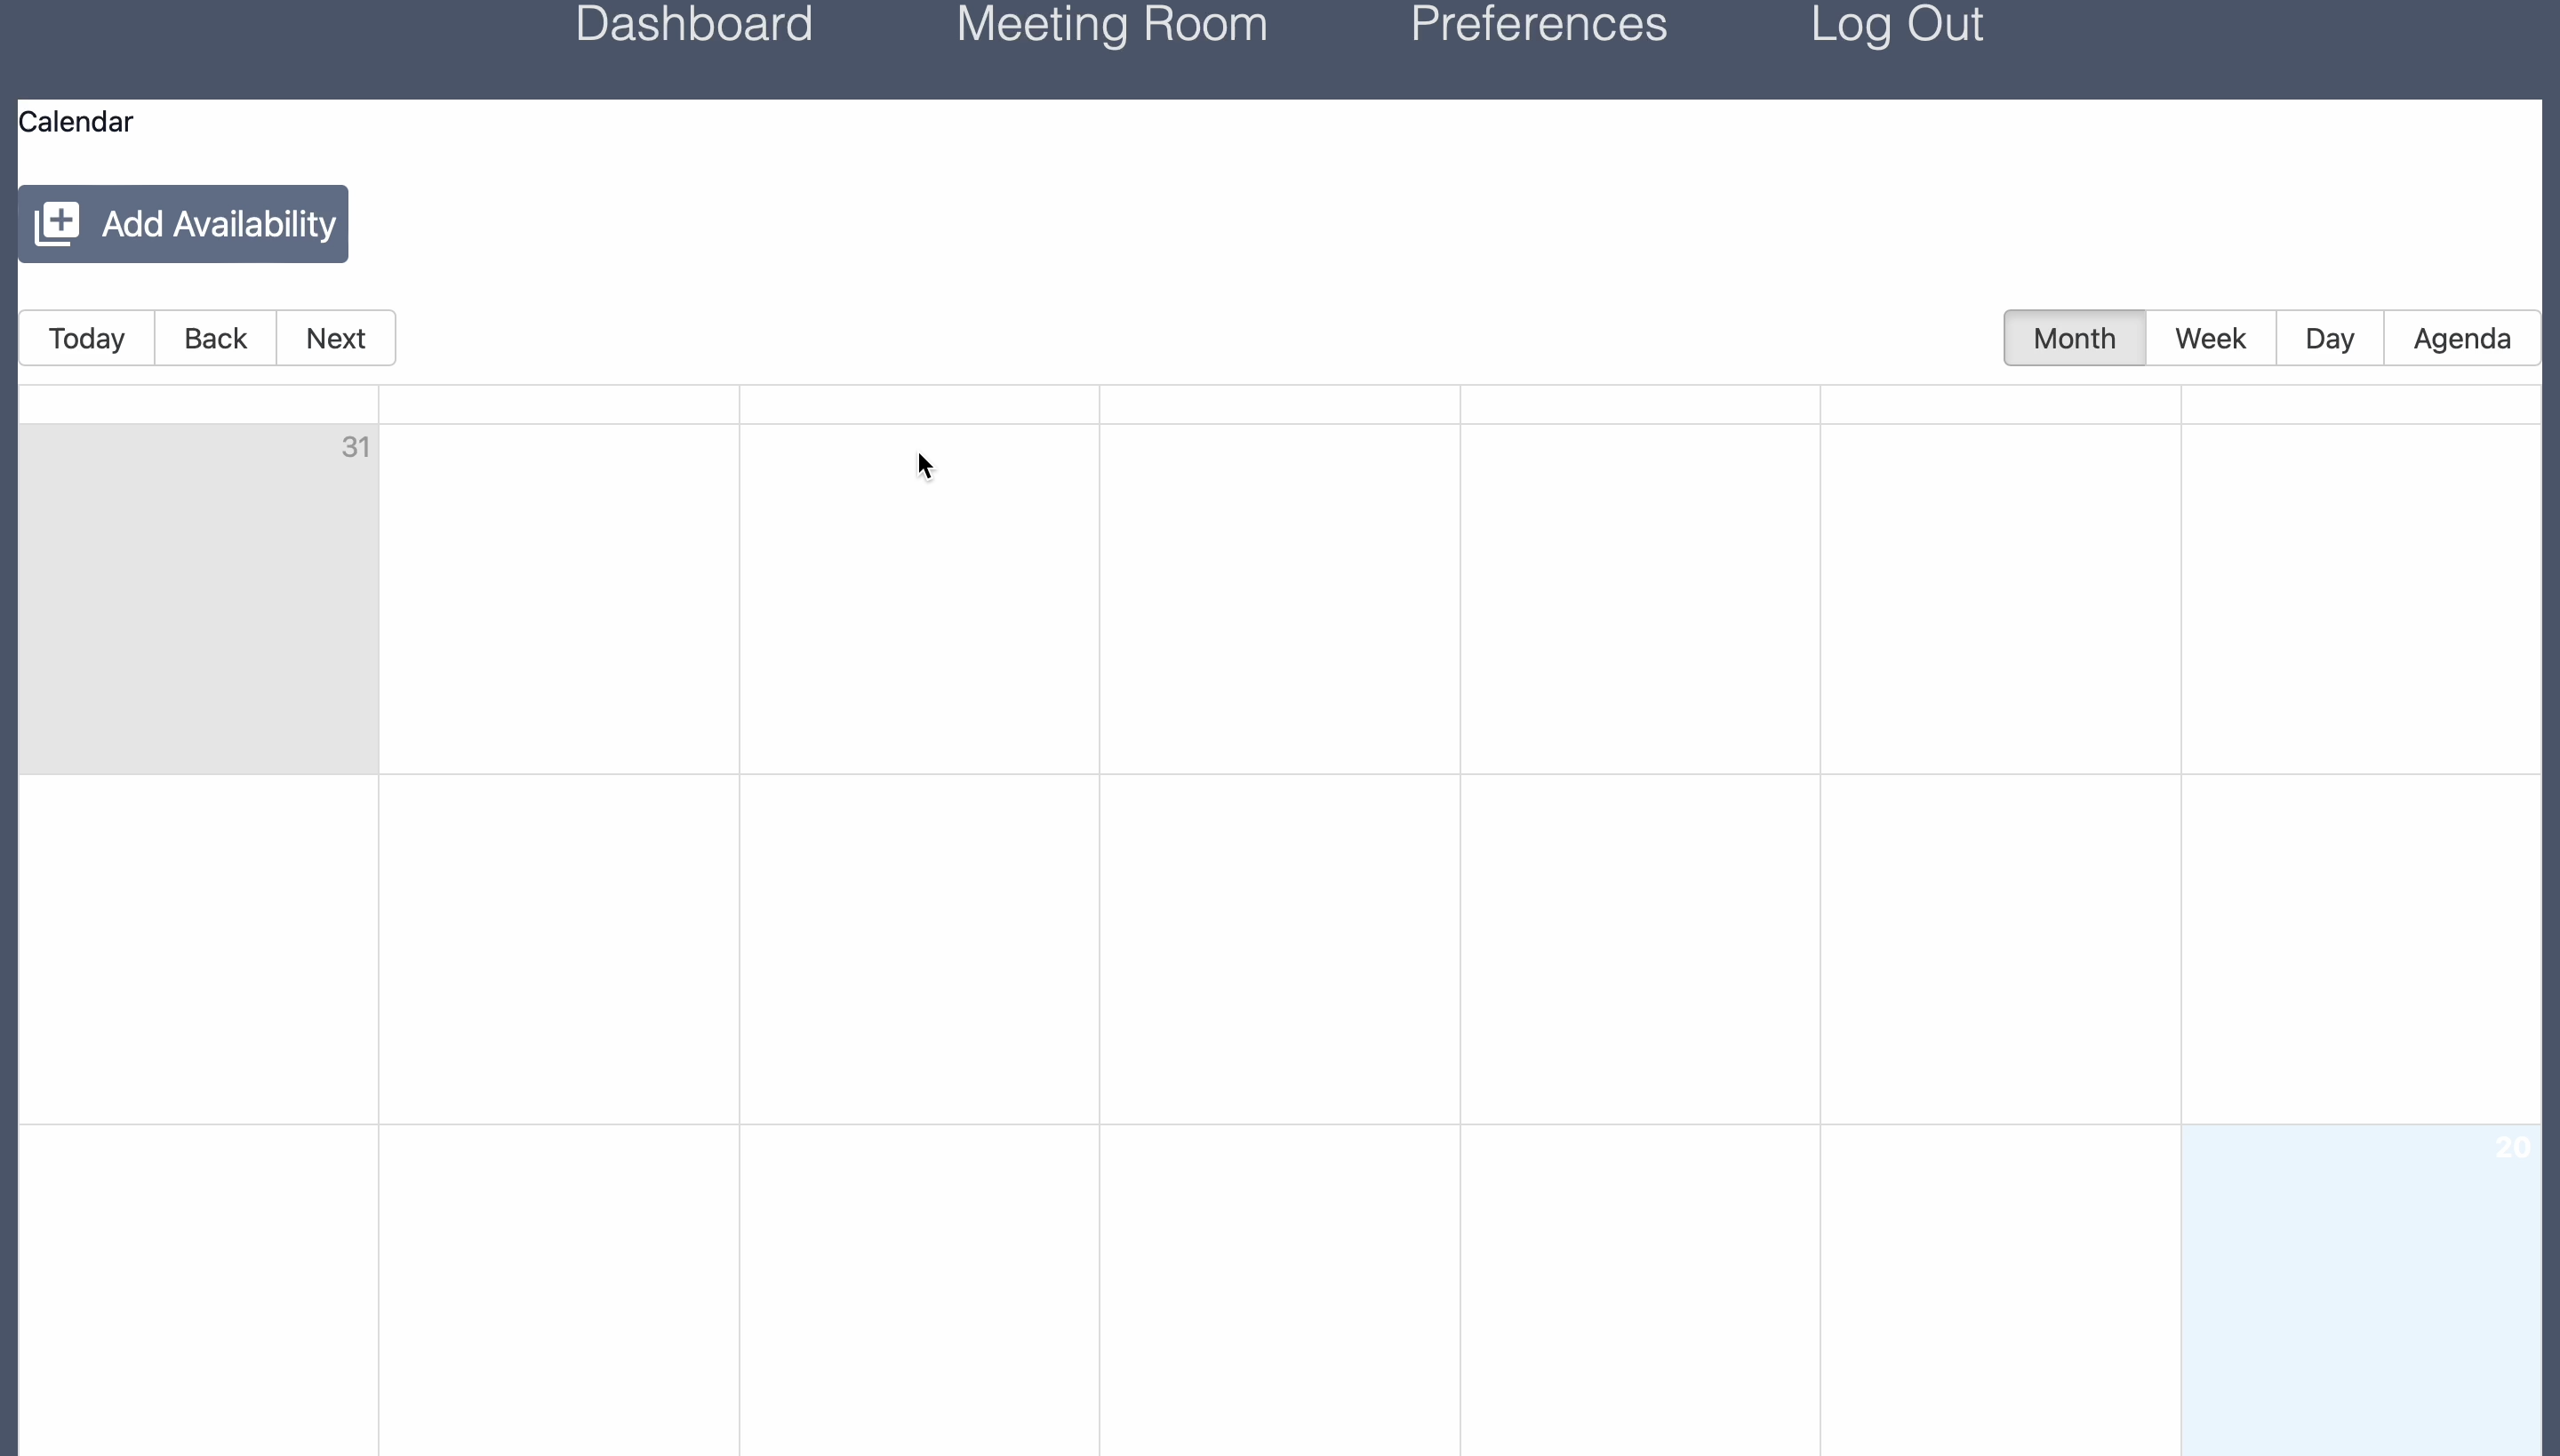 Dashboard Meeting Room Preferences Log Out
Calendar
Add Availability
Today Back Next Month Week Day Agenda
31
20